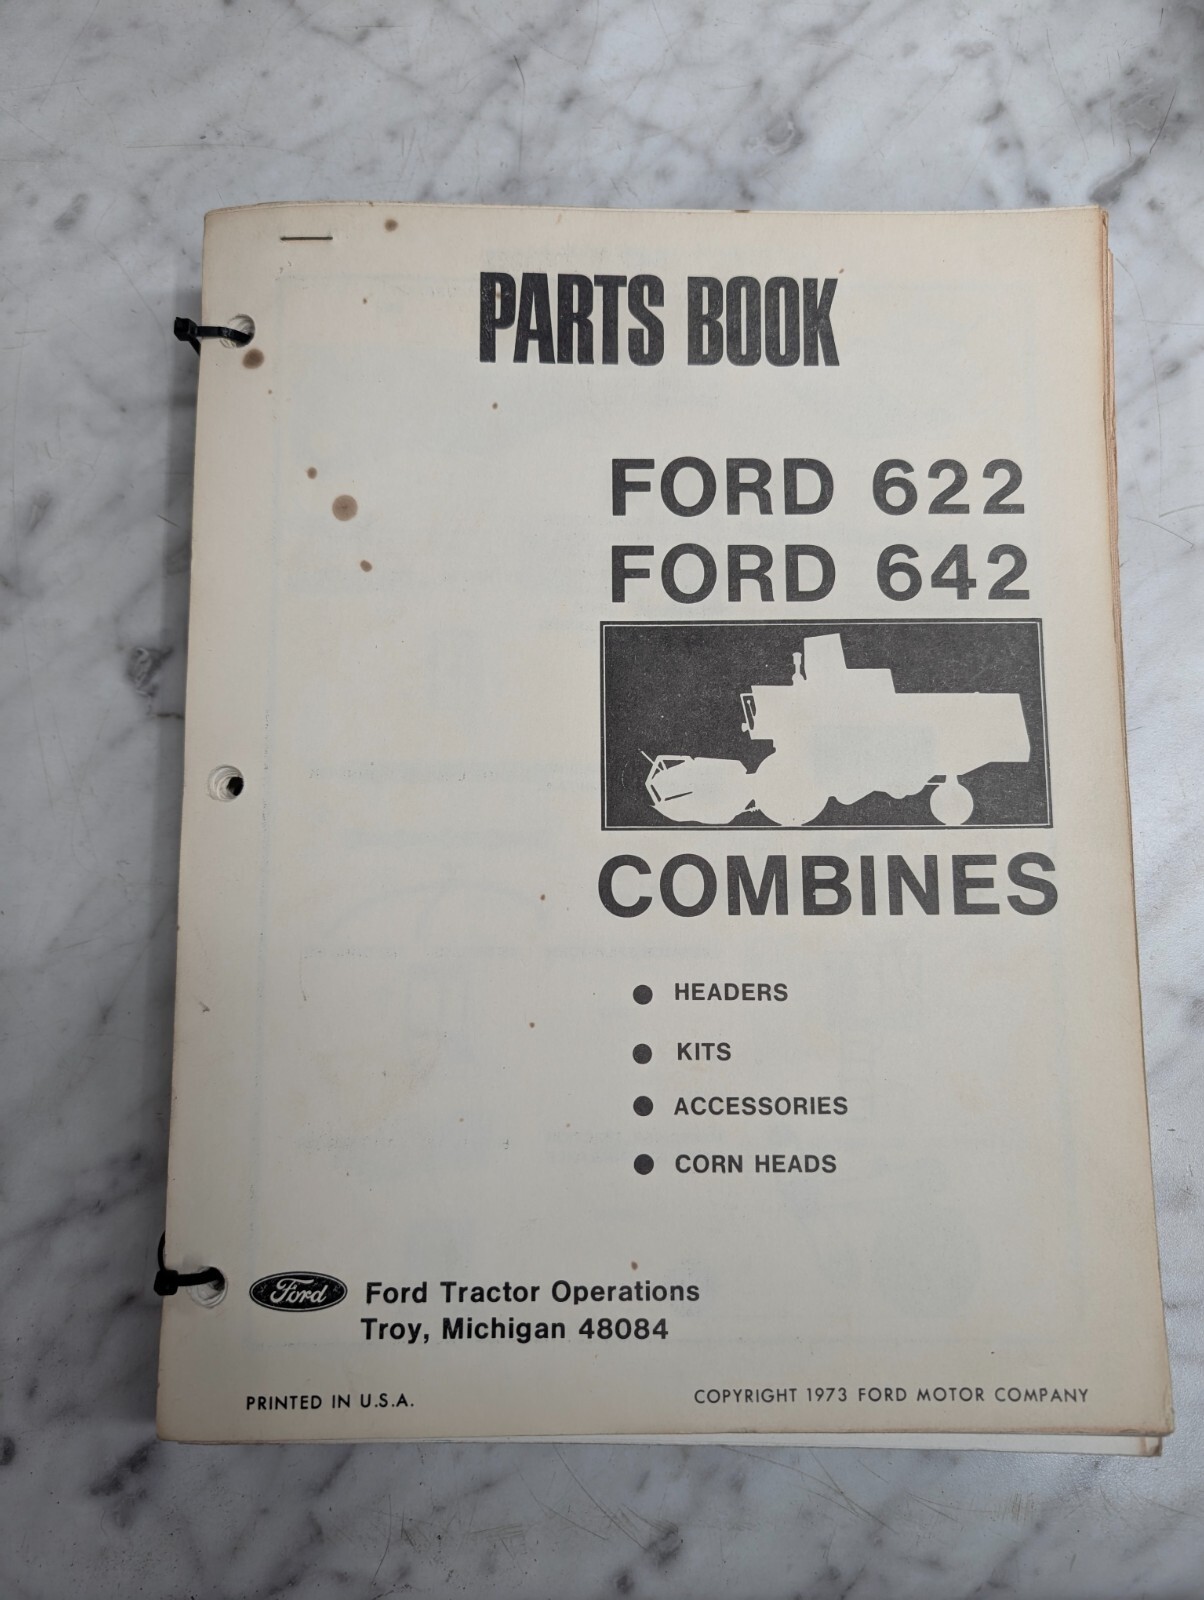 PARTS BOOK
FORD 622
FORD 642
COMBINES
● HEADERS
● KITS
● ACCESSORIES
● CORN HEADS
Ford Ford Tractor Operations
Troy, Michigan 48084
PRINTED IN U.S.A. COPYRIGHT 1973 FORD MOTOR COMPANY